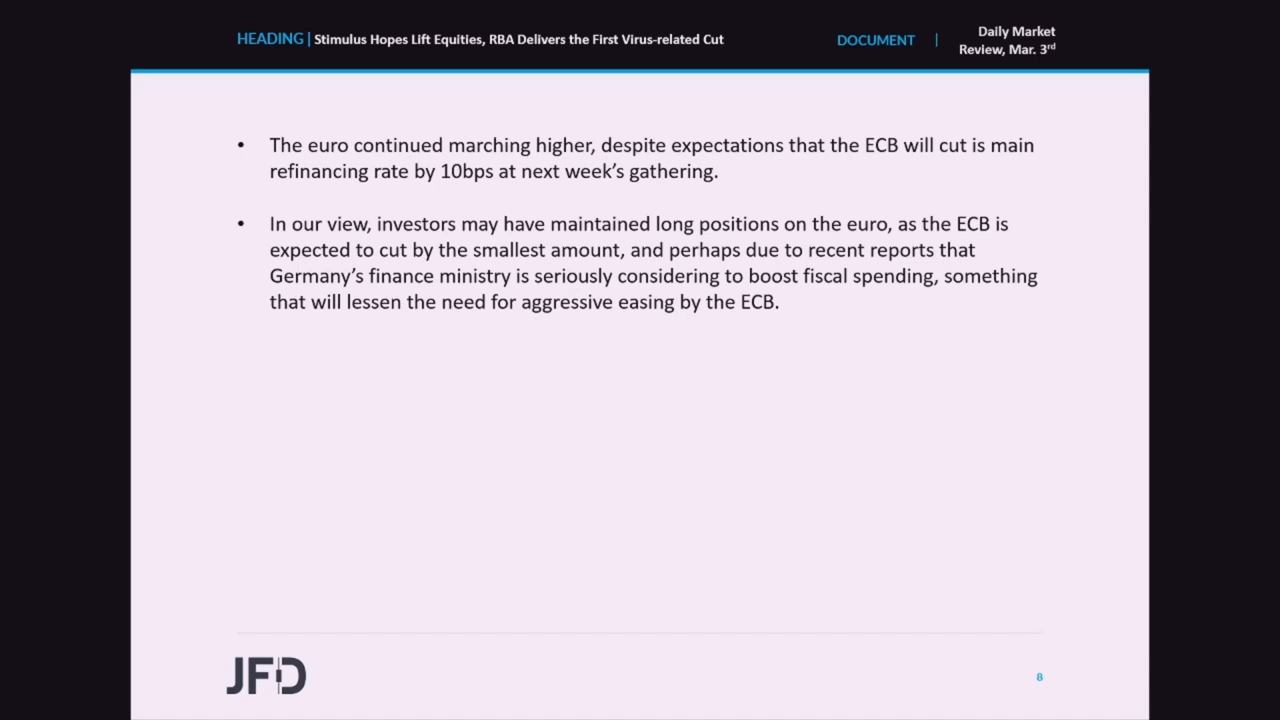 HEADING | Stimulus Hopes Lift Equities, RBA Delivers the First Virus-related Cut
DOCUMENT |
Daily Market
Review, Mar. 3rd
• The euro continued marching higher, despite expectations that the ECB will cut is main
refinancing rate by 10bps at next week’s gathering.
• In our view, investors may have maintained long positions on the euro, as the ECB is
expected to cut by the smallest amount, and perhaps due to recent reports that
Germany’s finance ministry is seriously considering to boost fiscal spending, something
that will lessen the need for aggressive easing by the ECB.
JFD
8